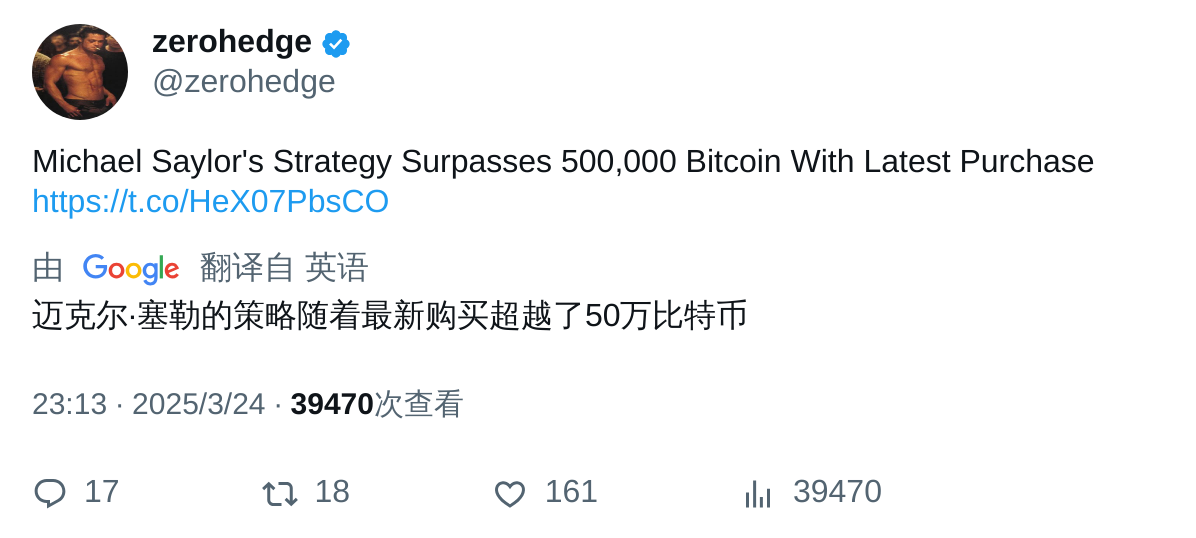 zerohedge
@zerohedge
Michael Saylor's Strategy Surpasses 500,000 Bitcoin With Latest Purchase
https://t.co/HeX07PbsCO
由 Google 翻译自 英语
迈克尔·塞勒的策略随着最新购买超越了50万比特币
23:13 · 2025/3/24 · 39470次查看
17 18 161 39470